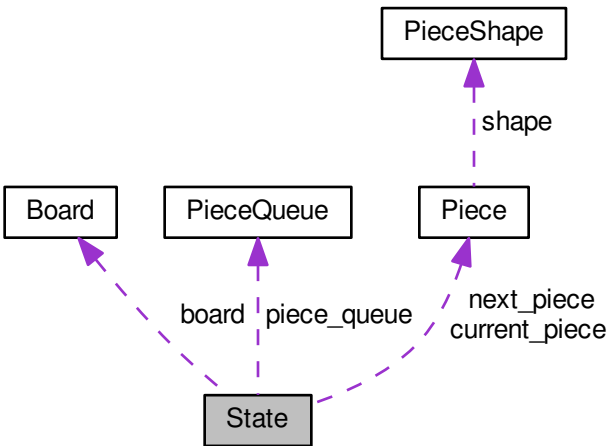 PieceShape
shape
Board
PieceQueue
Piece
board
piece_queue
next_piece
current_piece
State